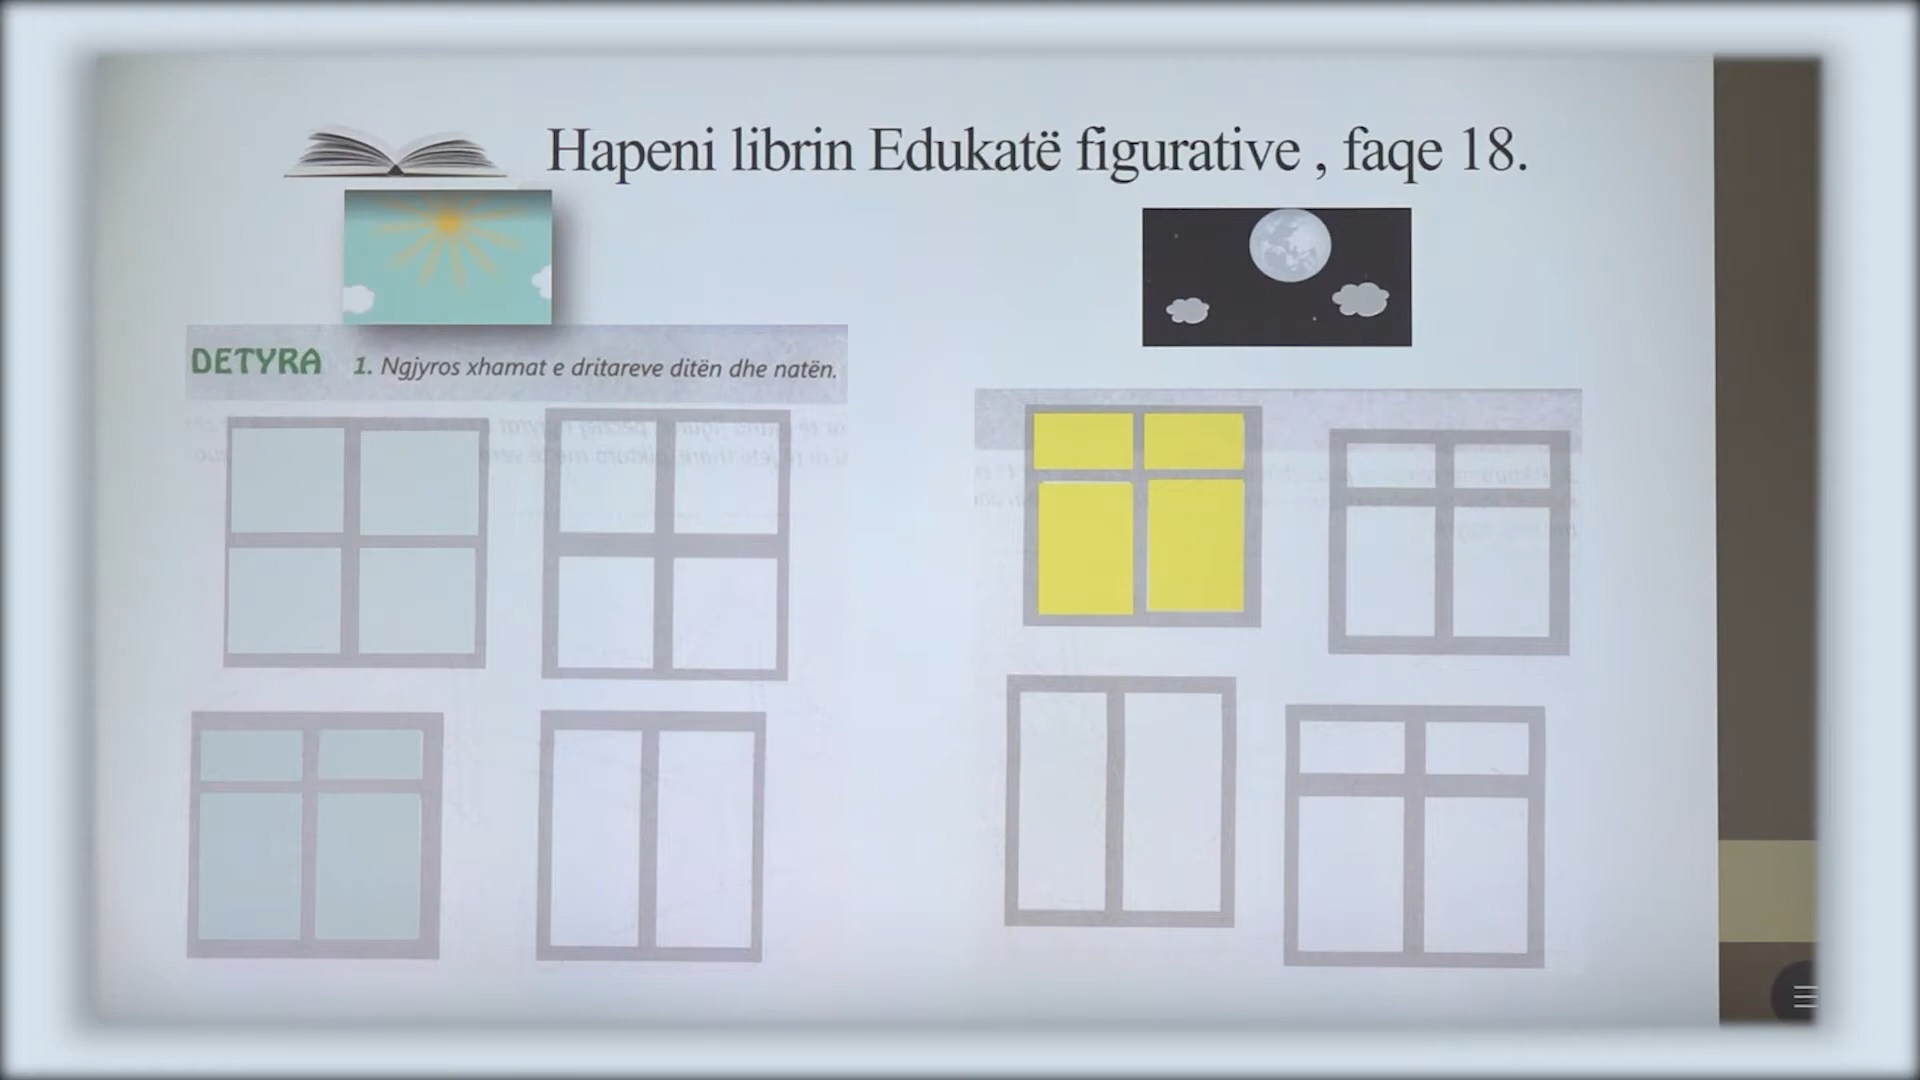 Hapeni librin Edukatë figurative , faqe 18.
DETYRA 1. Ngjyros xhamat e dritareve ditën dhe natën.